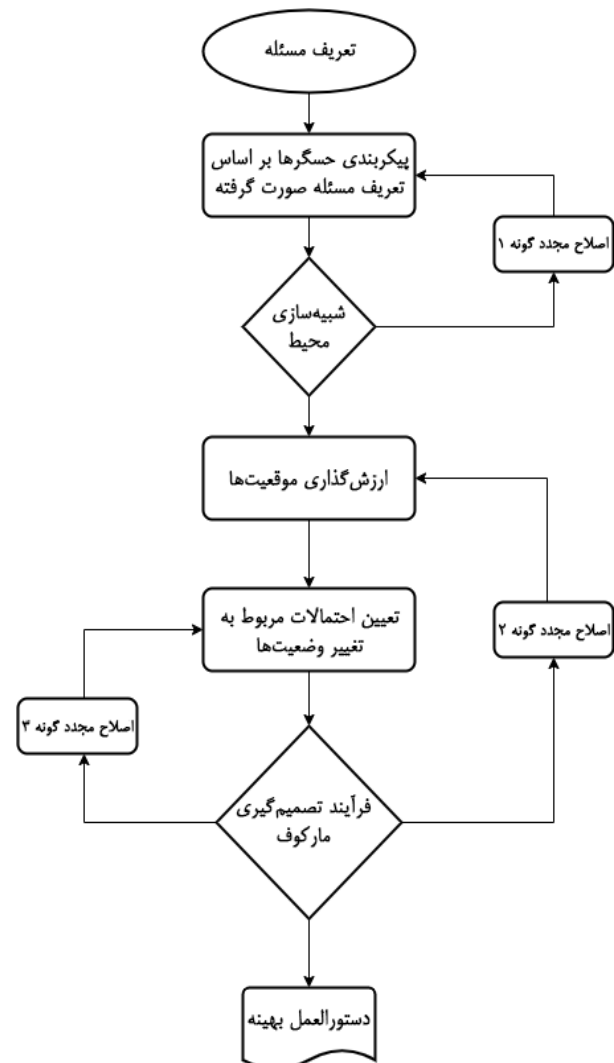 تعریف مسئله
پیکربندی حسگرها بر اساس
تعریف مسئله صورت گرفته
اصلاح مجدد گونه ۱
شبیه‌سازی
محیط
ارزش‌گذاری موقعیت‌ها
تعیین احتمالات مربوط به
تغییر وضعیت‌ها
اصلاح مجدد گونه ۲
اصلاح مجدد گونه ۳
فرآیند تصمیم‌گیری
مارکوف
دستورالعمل بهینه